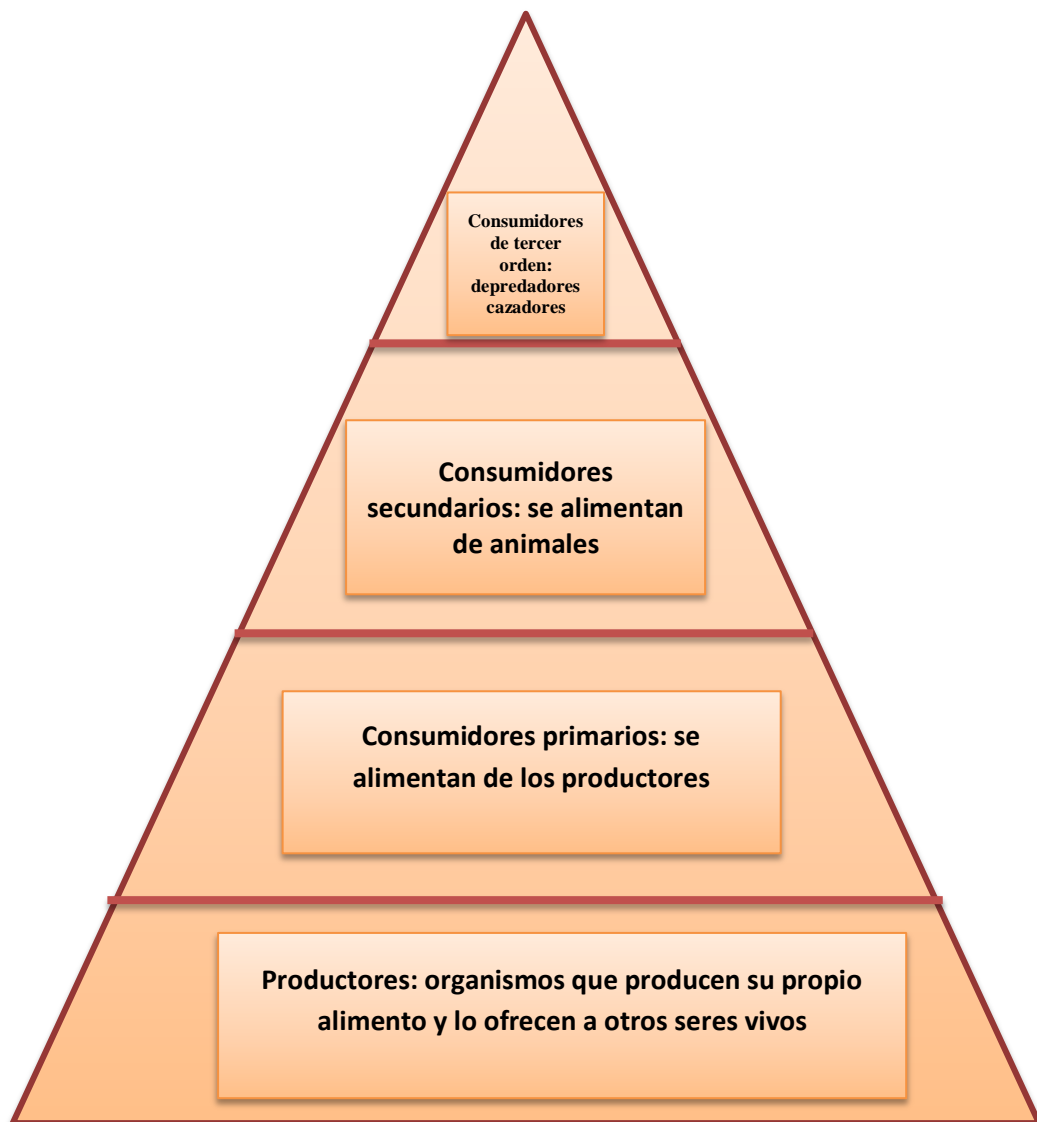 Consumidores
de tercer
orden:
depredadores
cazadores
Consumidores
secundarios: se alimentan
de animales
Consumidores primarios: se
alimentan de los productores
Productores: organismos que producen su propio
alimento y lo ofrecen a otros seres vivos